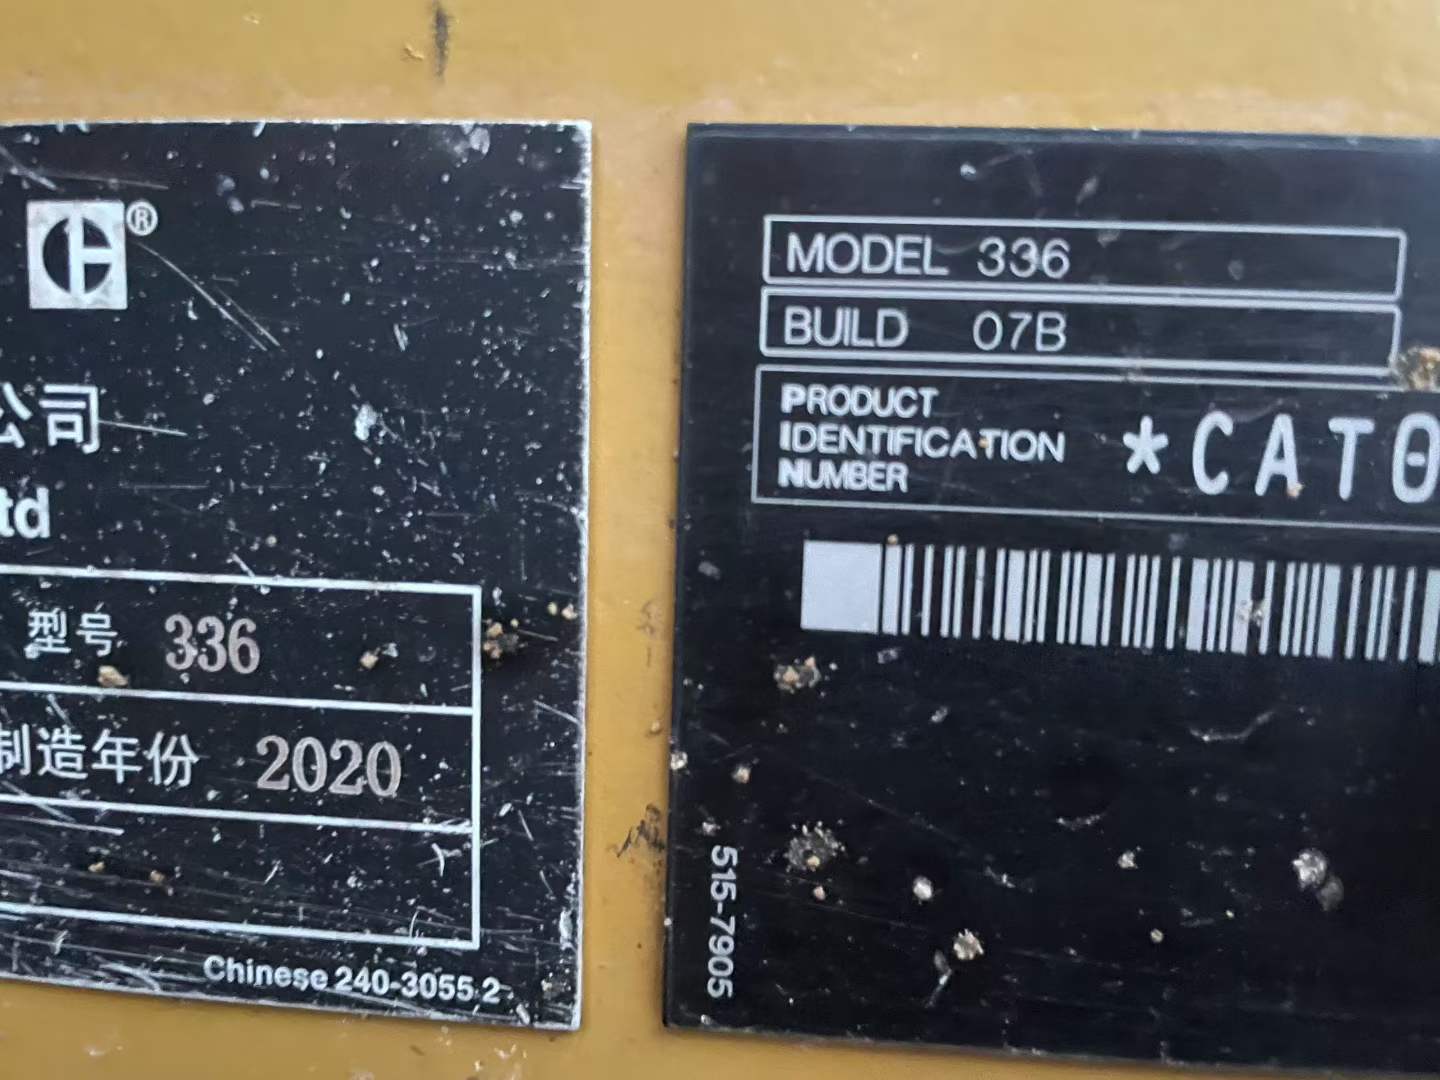 ®
公司
td
型号 336
制造年份 2020
Chinese 240-3055 2
MODEL 336
BUILD 07B
PRODUCT
IDENTIFICATION
NUMBER
*CAT0
515-7905